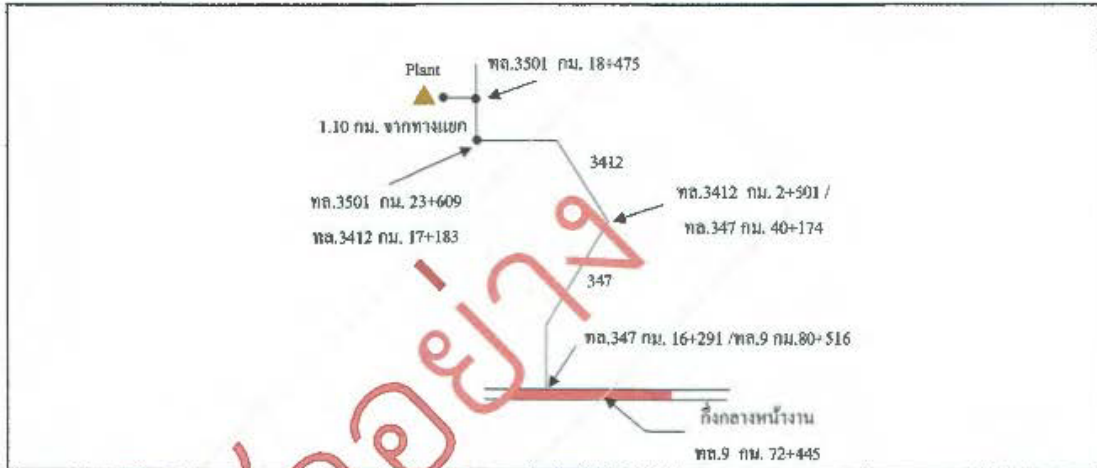 Plant
ทล.3501 กม. 18+475
1.10 กม. จากทางแยก
3412
ทล.3501 กม. 23+609
ทล.3412 กม. 17+183
ทล.3412 กม. 2+501 /
ทล.347 กม. 40+174
347
ทล.347 กม. 16+291 /ทล.9 กม.80+516
กึ่งกลางหน้างาน
ทล.9 กม. 72+445